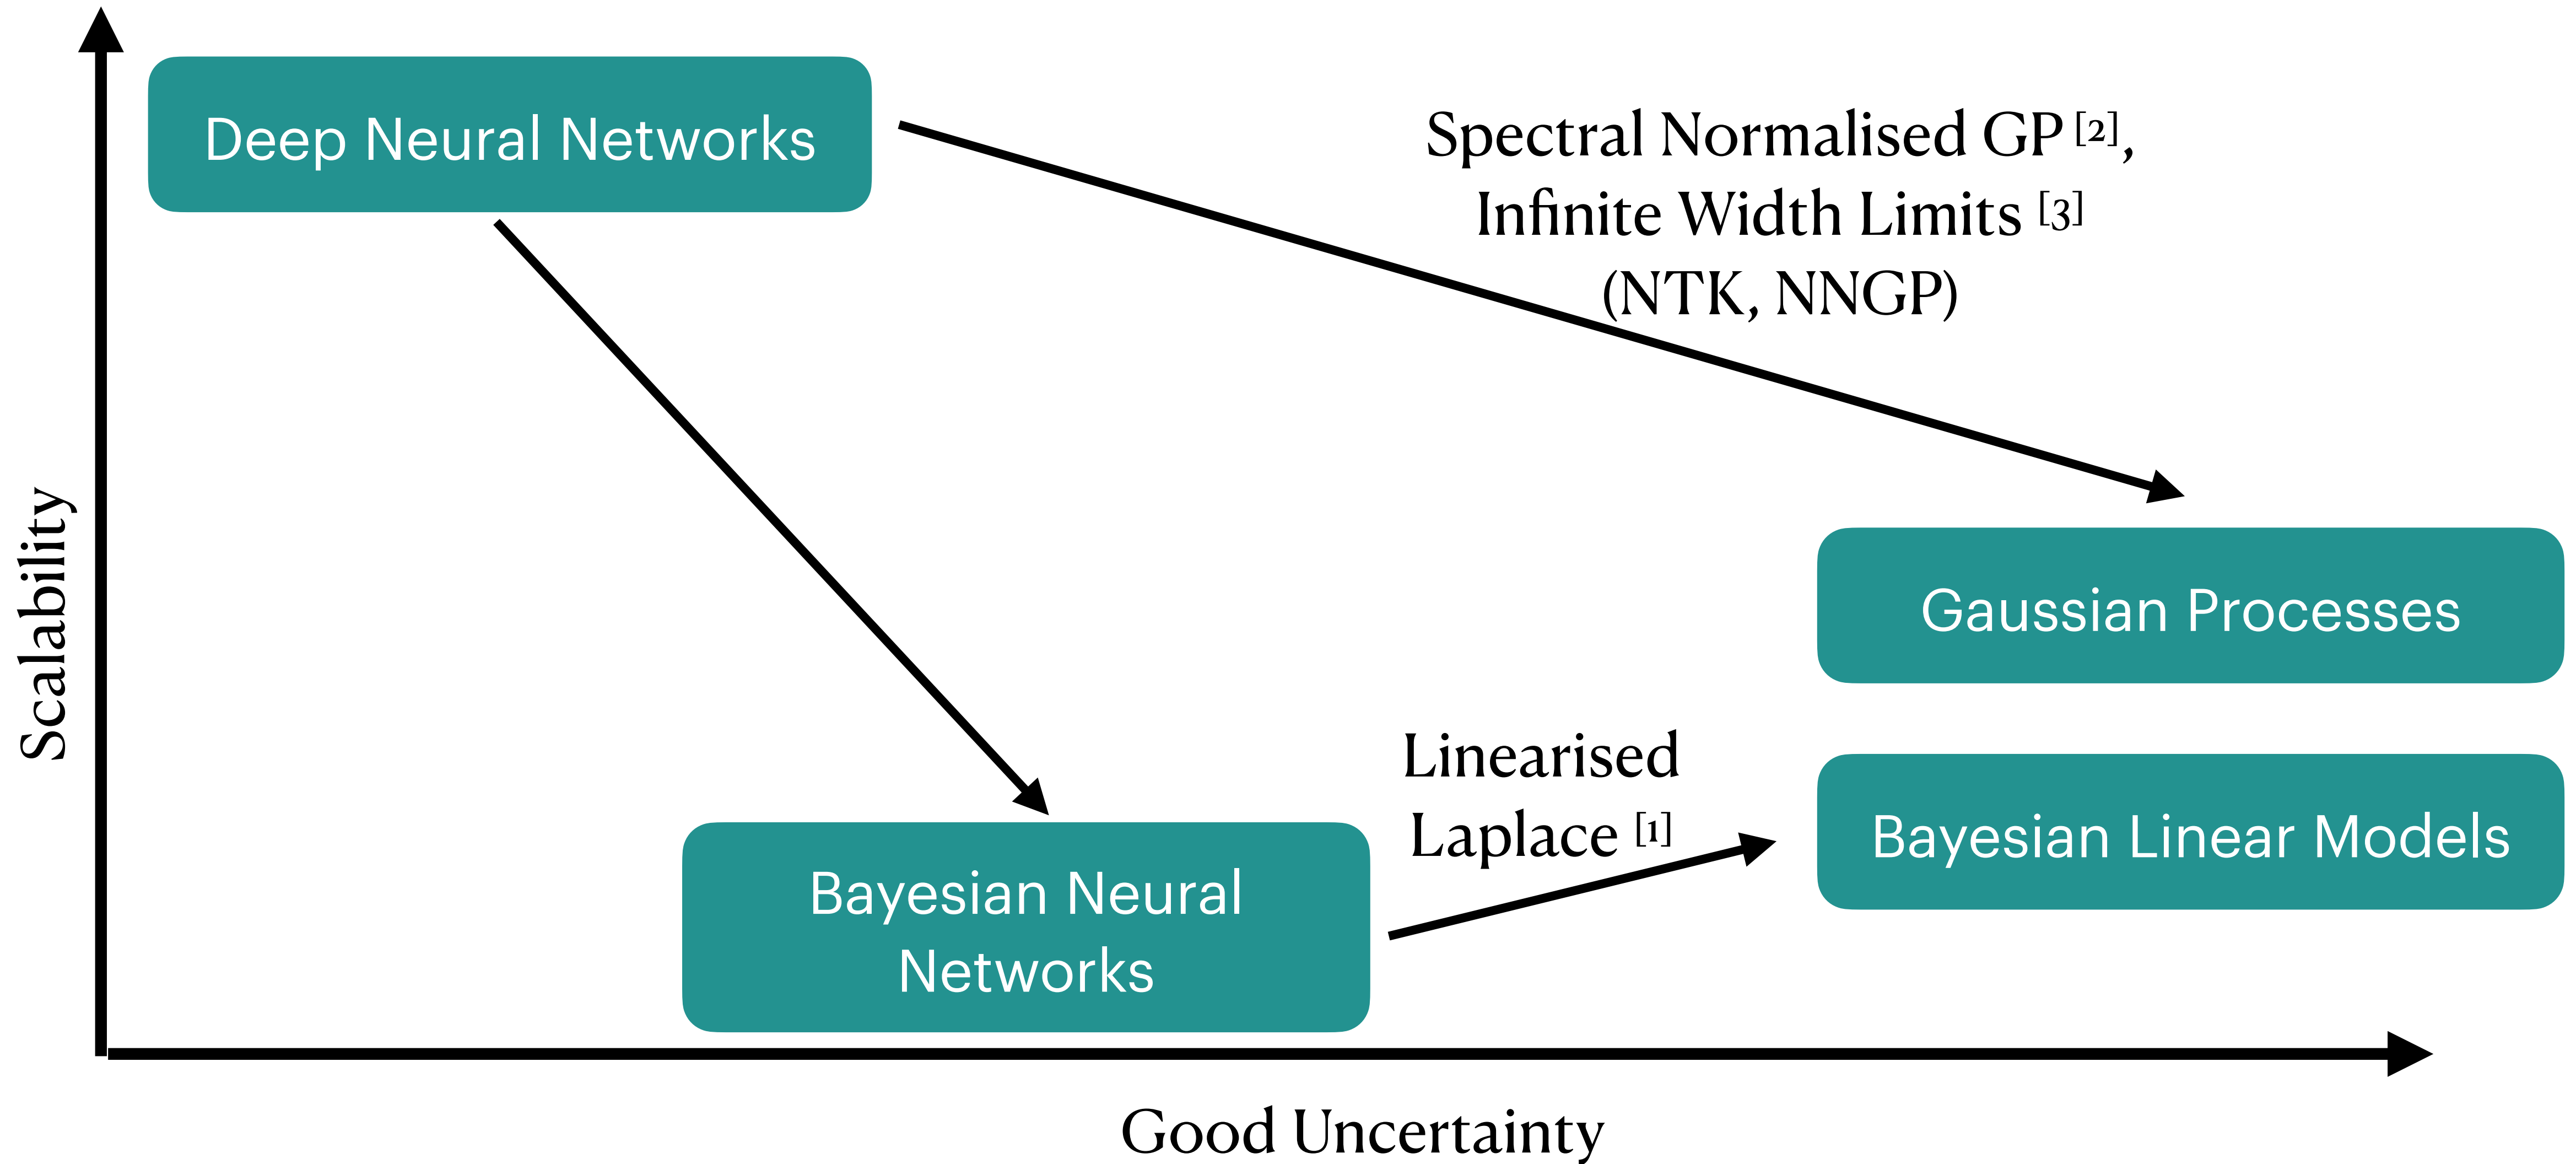 Deep Neural Networks
Spectral Normalised GP [2],
Infinite Width Limits [3]
(NTK, NNGP)
Scalability
Gaussian Processes
Linearised
Laplace [1]
Bayesian Linear Models
Bayesian Neural
Networks
Good Uncertainty